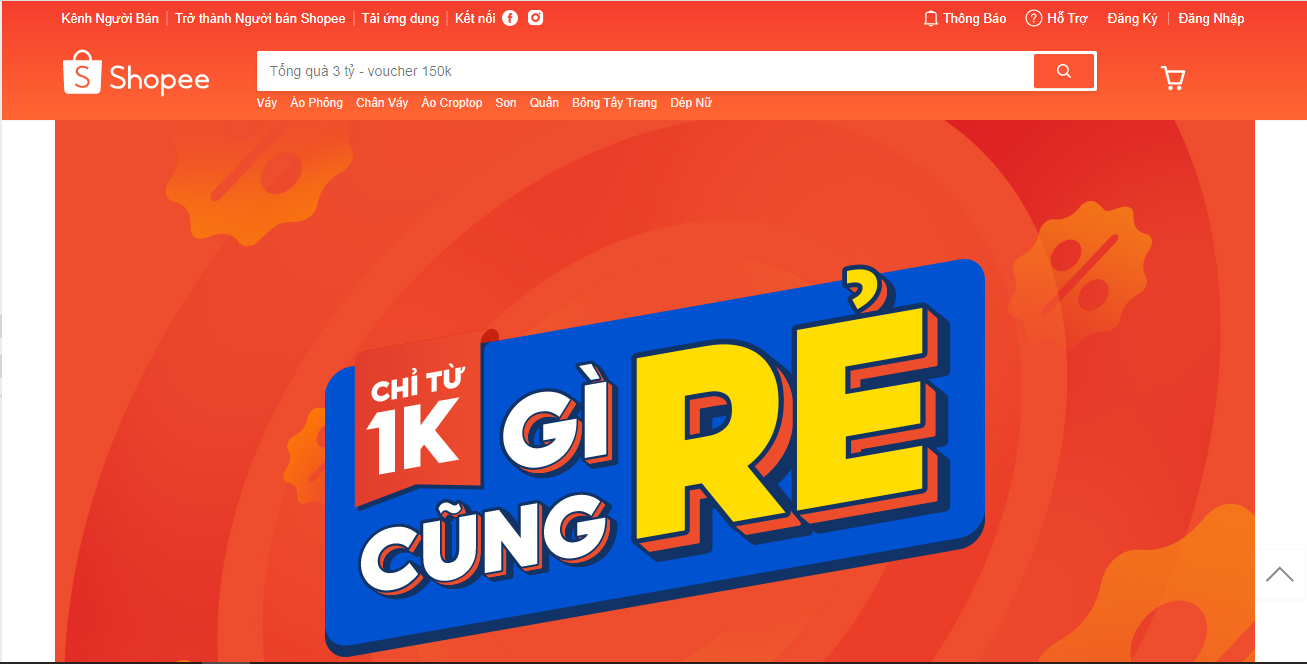 Kênh Người Bán Trở thành Người bán Shopee Tải ứng dụng Kết nối
Thông Báo Hỗ Trợ Đăng Ký Đăng Nhập
Shopee
Tổng quà 3 tỷ - voucher 150k
Váy Áo Phông Chân Váy Áo Croptop Son Quần Bông Tẩy Trang Dép Nữ
CHỈ TỪ
1K
GÌ
CŨNG
RẺ